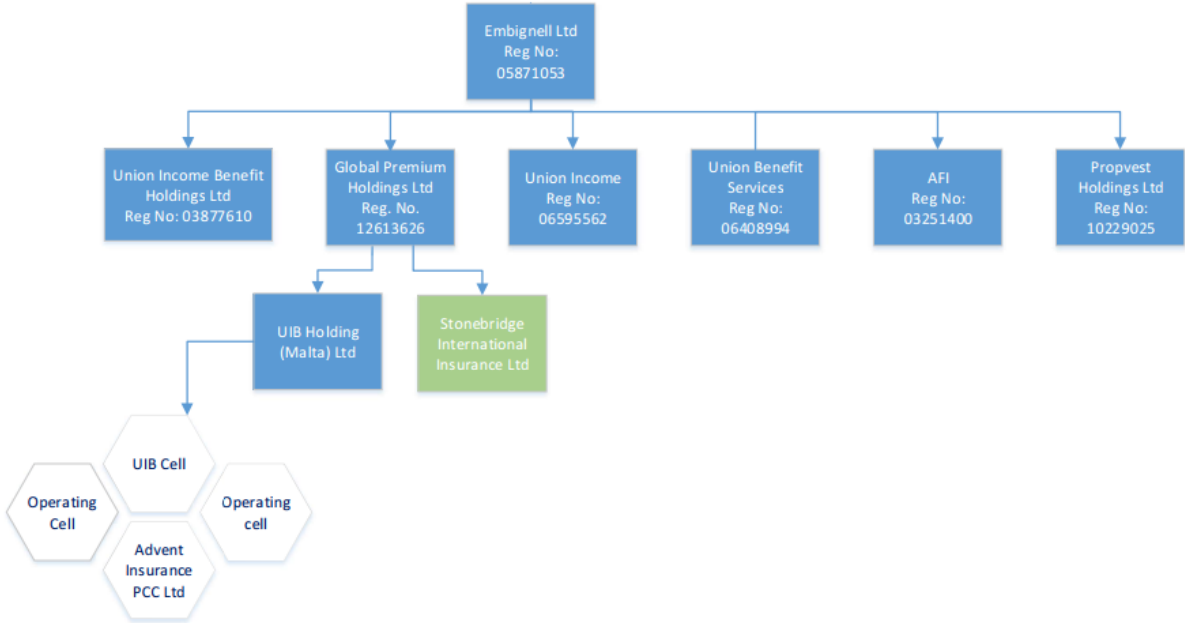 Embignell Ltd
Reg No:
05871053
Union Income Benefit
Holdings Ltd
Reg No: 03877610
Global Premium
Holdings Ltd
Reg. No.
12613626
Union Income
Reg No:
06595562
Union Benefit
Services
Reg No:
06408994
AFI
Reg No:
03251400
Propvest
Holdings Ltd
Reg No:
10229025
UIB Holding
(Malta) Ltd
Stonebridge
International
Insurance Ltd
UIB Cell
Operating
Cell
Operating
cell
Advent
Insurance
PCC Ltd